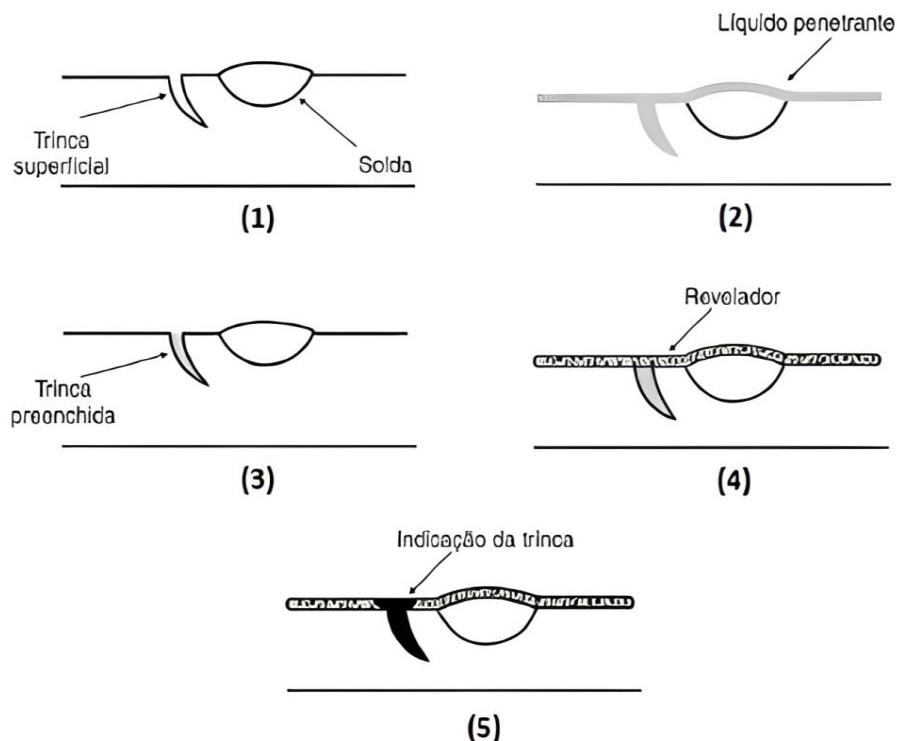 Trinca
superficial
Solda
(1)
Líquido penetrante
(2)
Trinca
preenchida
(3)
Revelador
(4)
Indicação da trinca
(5)